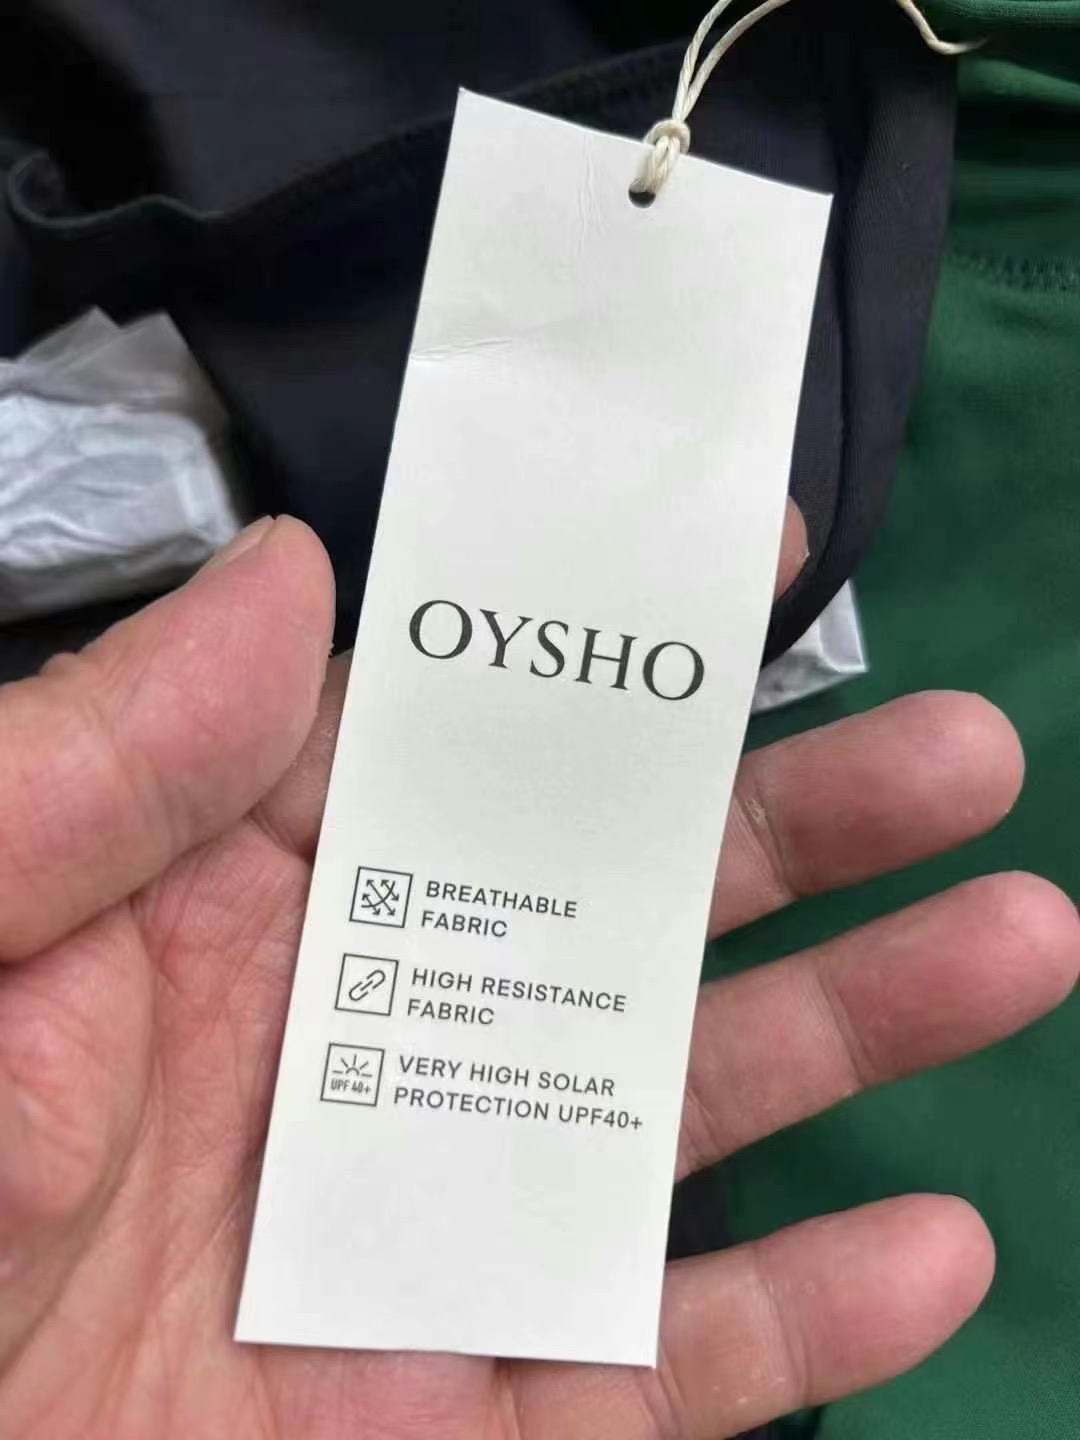 OYSHO
BREATHABLE
FABRIC
HIGH RESISTANCE
FABRIC
UPF 40+
VERY HIGH SOLAR
PROTECTION UPF40+